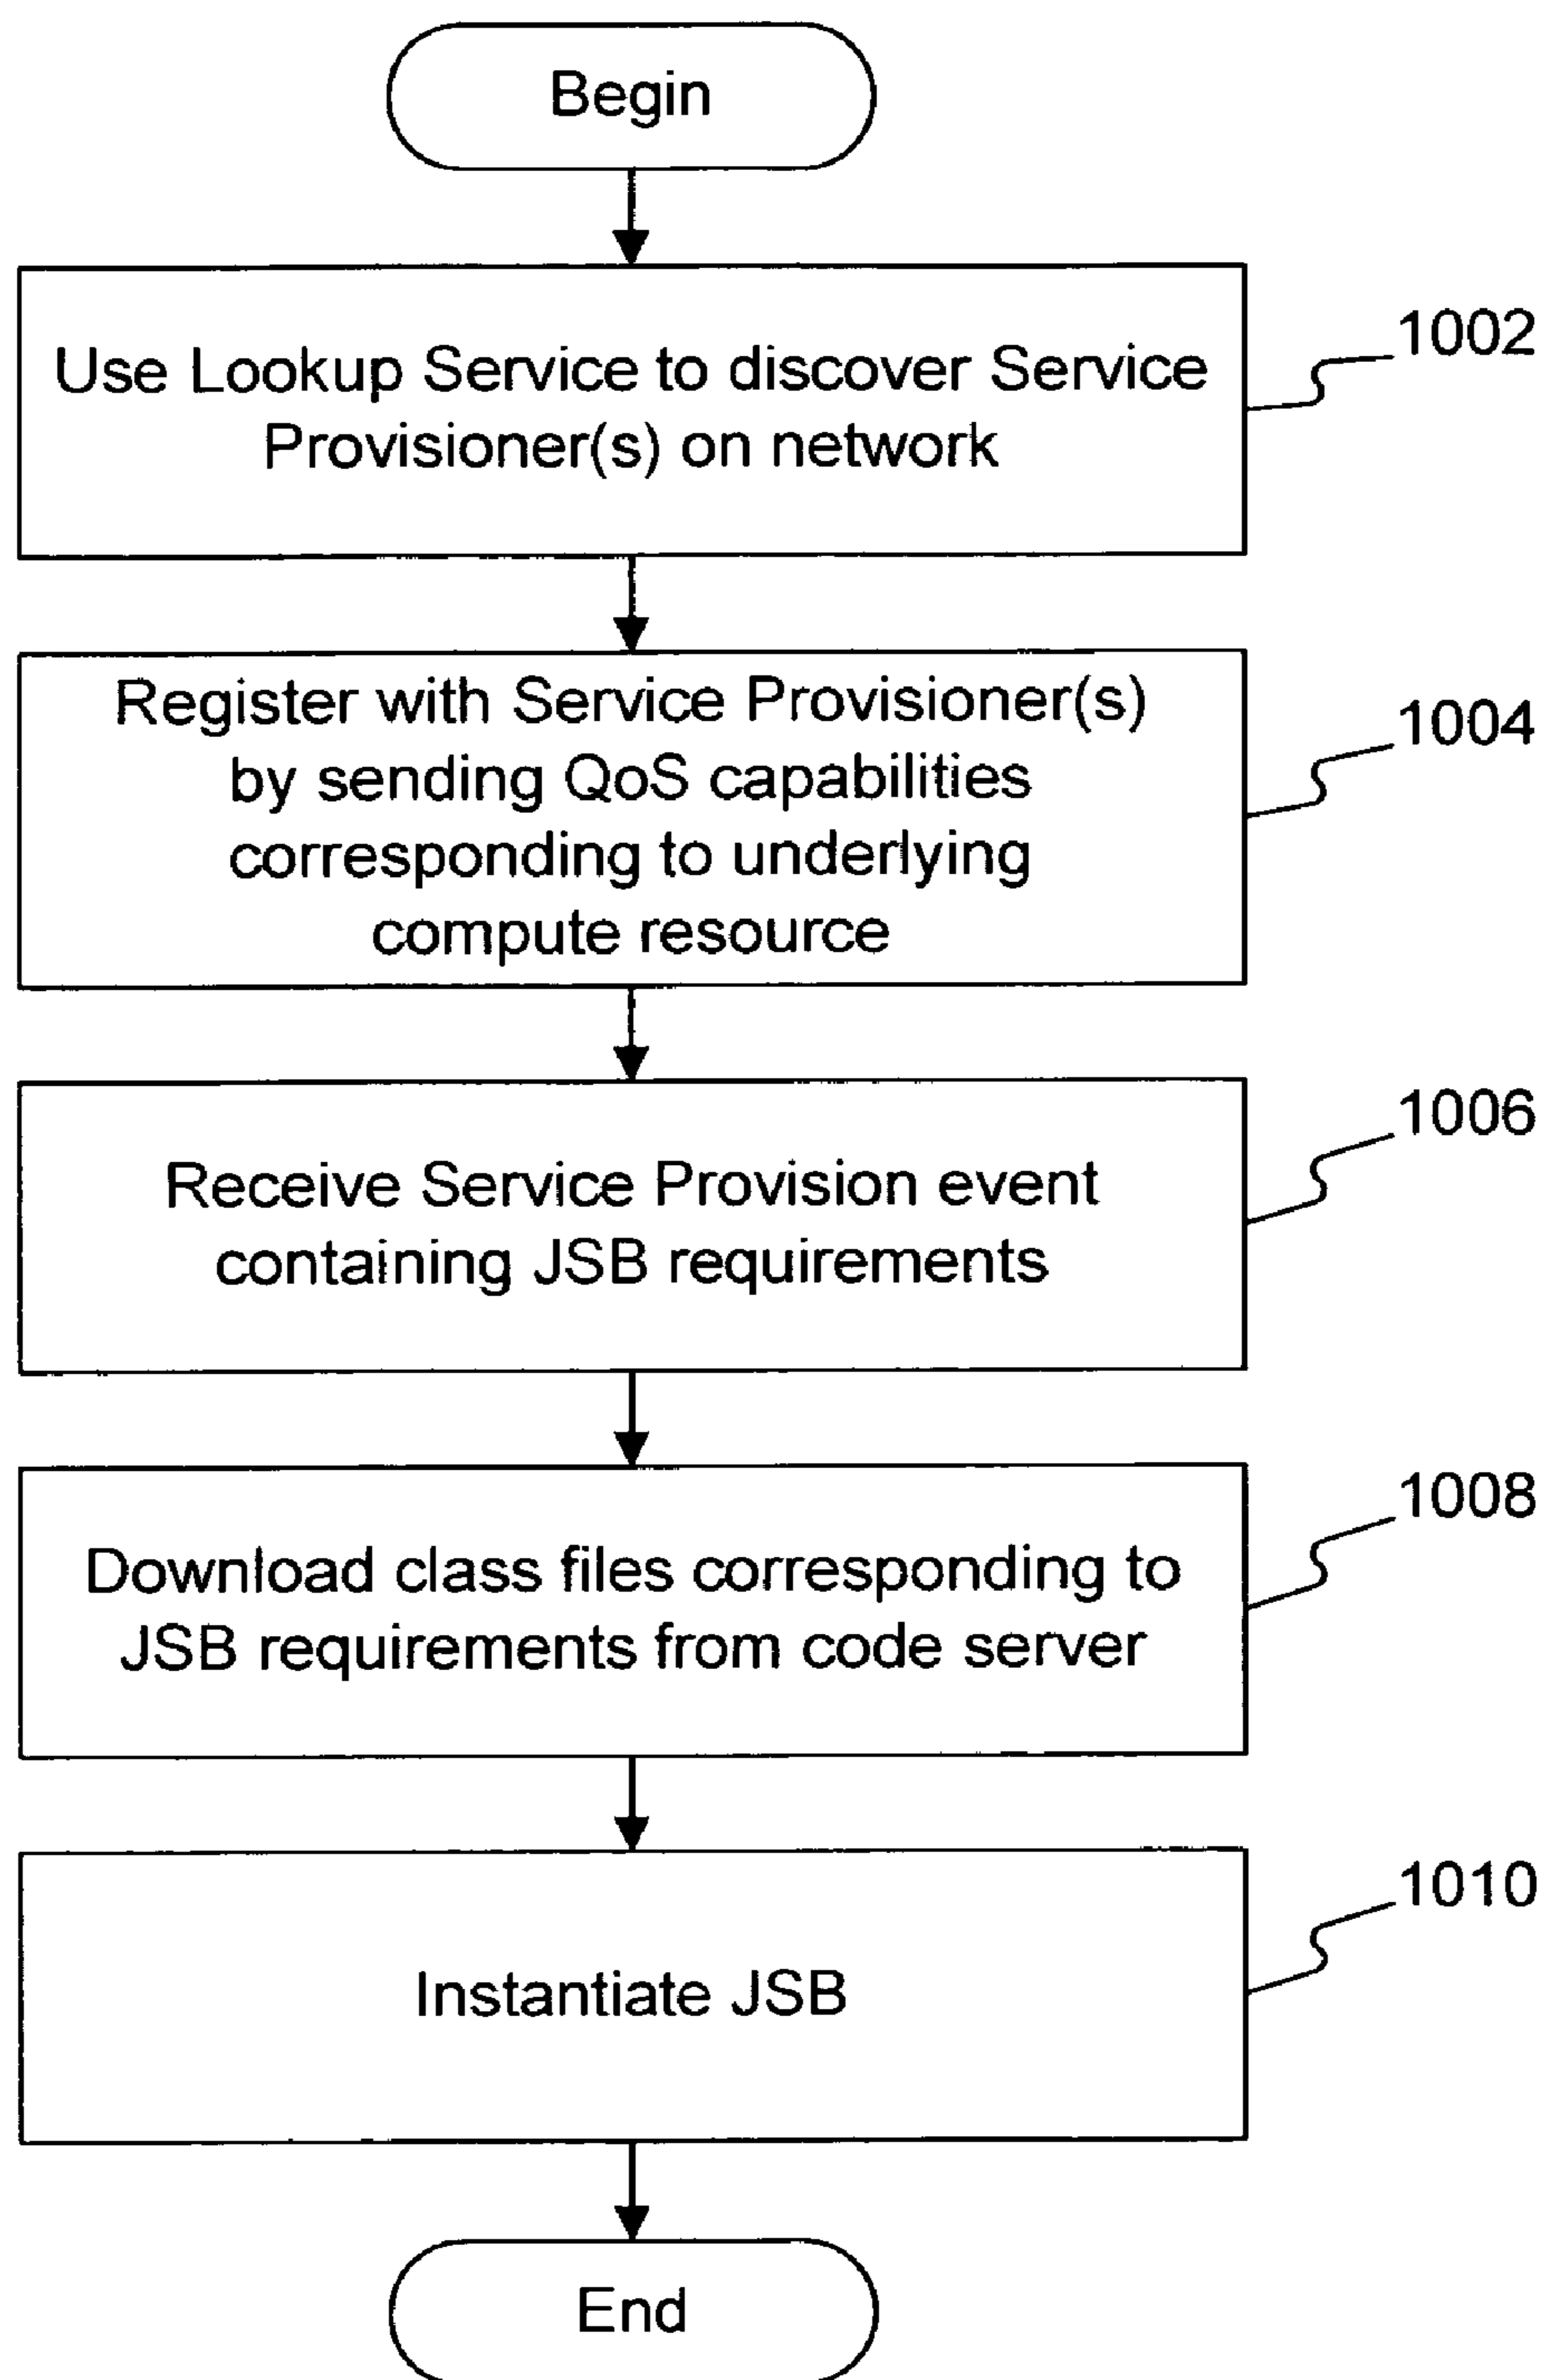 Begin
Use Lookup Service to discover Service
Provisioner(s) on network
1002
Register with Service Provisioner(s)
by sending QoS capabilities
corresponding to underlying
compute resource
1004
Receive Service Provision event
containing JSB requirements
1006
Download class files corresponding to
JSB requirements from code server
1008
Instantiate JSB
1010
End